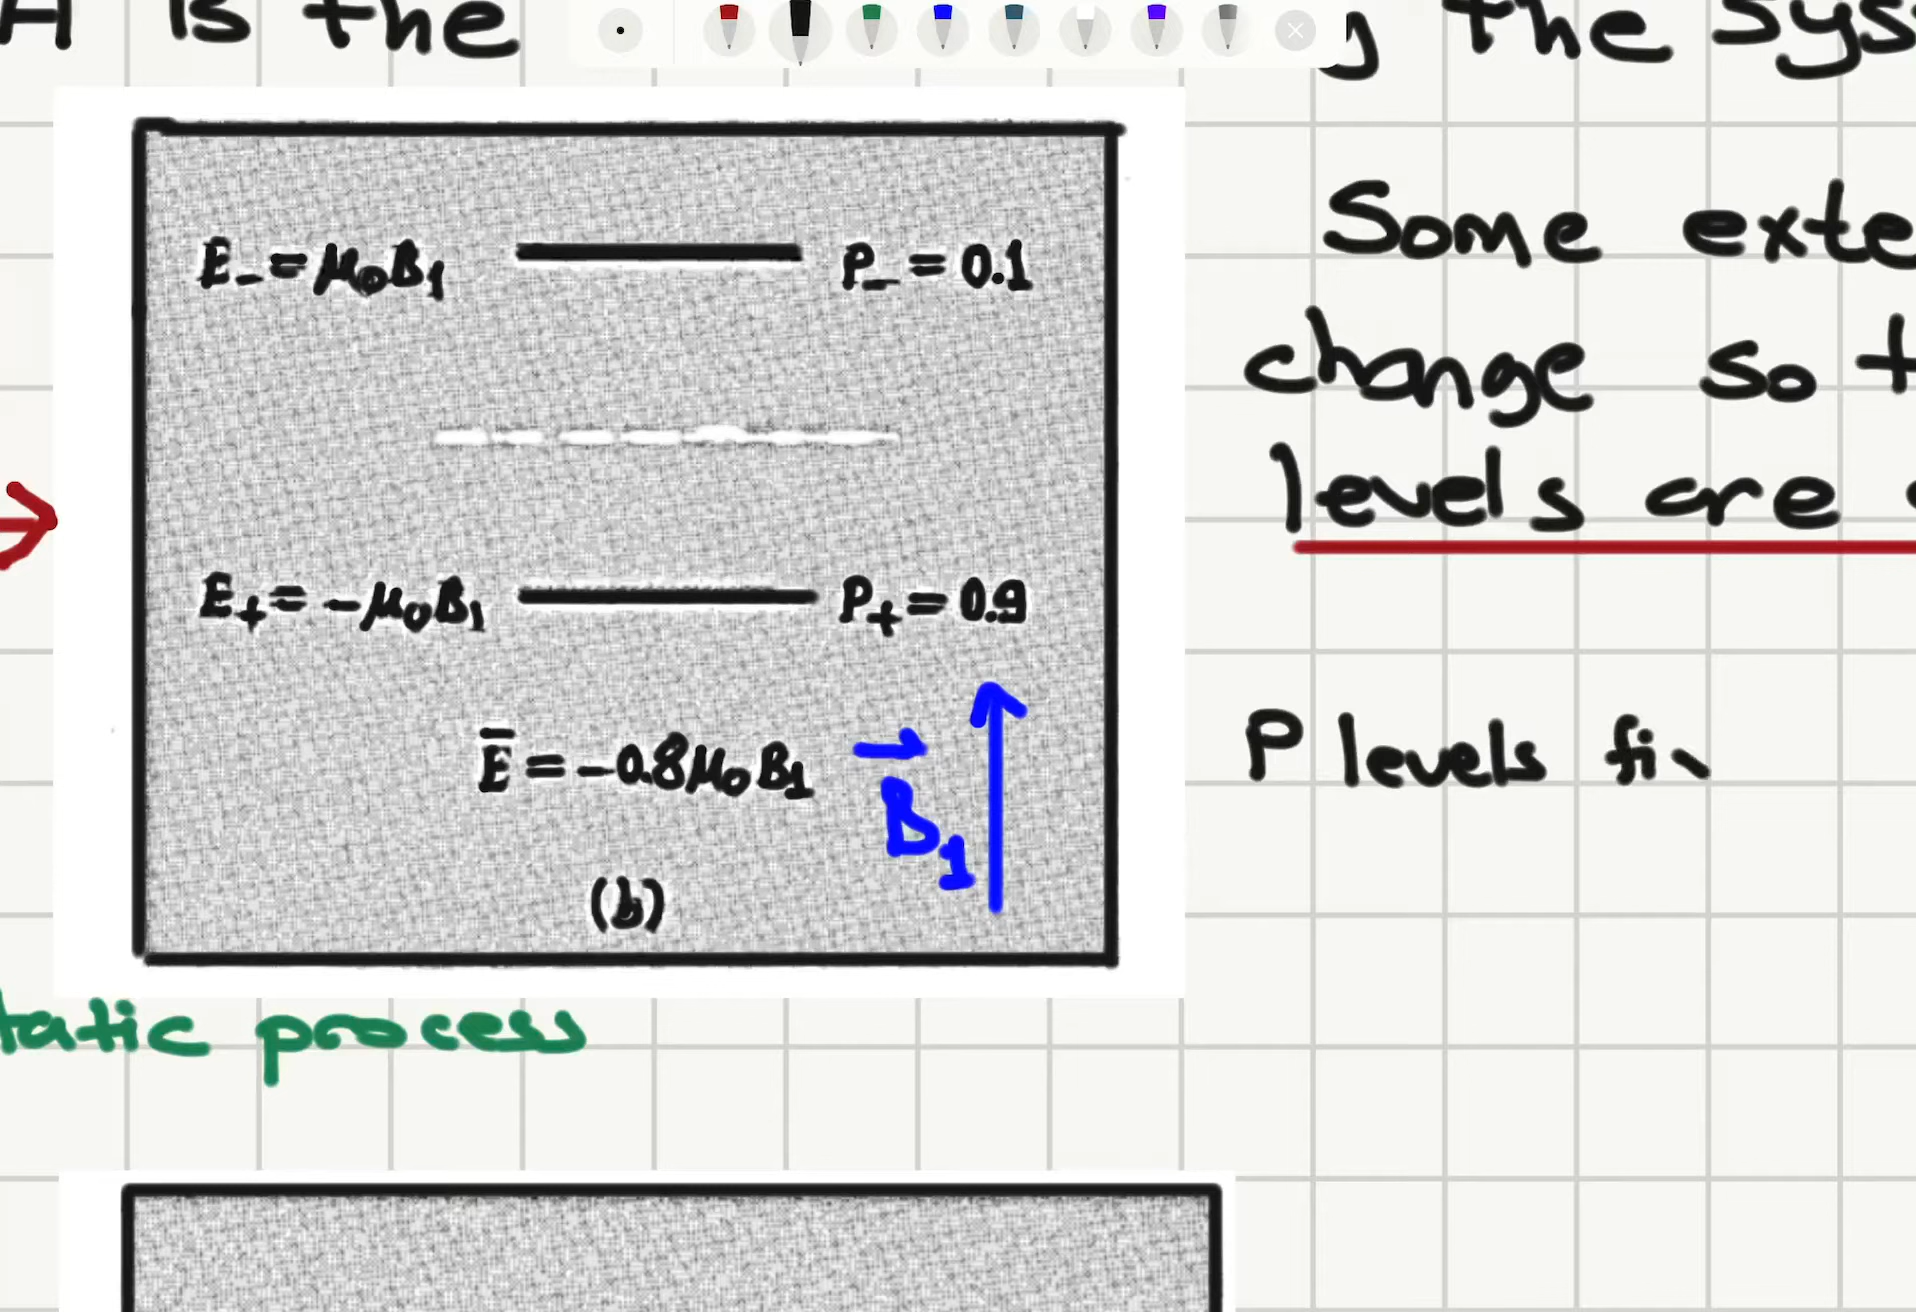 is the
the sys
E₋ = μ₀B₁ P₋ = 0.1
E₊ = -μ₀B₁ P₊ = 0.9
E̅ = -0.8μ₀B₁
B⃗₁
(b)
Some exte
change so t
levels are
P levels fi
tatic process